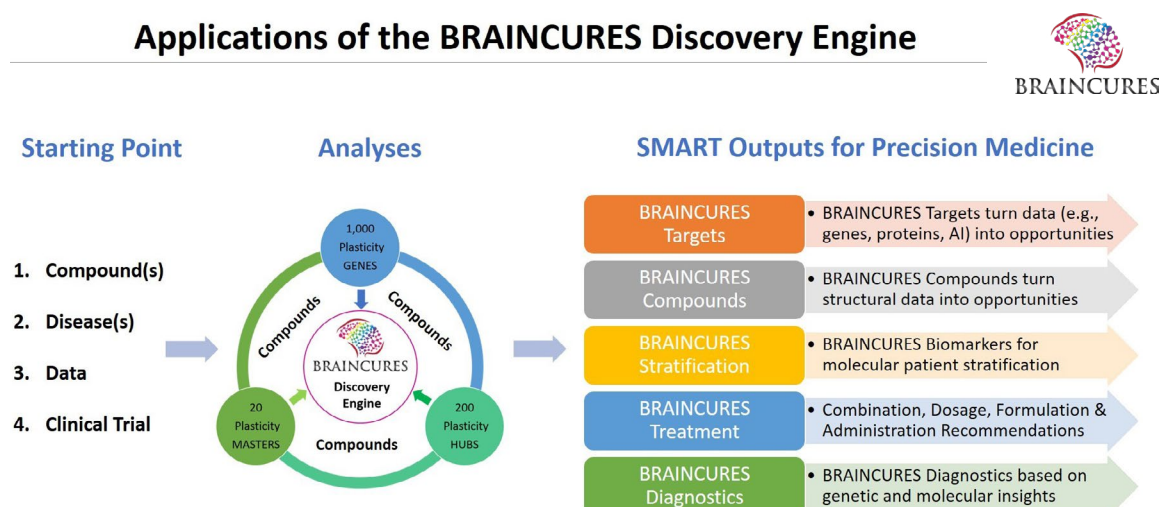 Applications of the BRAINCURES Discovery Engine
BRAINCURES
Starting Point
1. Compound(s)
2. Disease(s)
3. Data
4. Clinical Trial
Analyses
1,000
Plasticity
GENES
Compounds
Compounds
BRAINCURES
Discovery
Engine
20
Plasticity
MASTERS
Compounds
200
Plasticity
HUBS
SMART Outputs for Precision Medicine
BRAINCURES
Targets
• BRAINCURES Targets turn data (e.g.,
genes, proteins, AI) into opportunities
BRAINCURES
Compounds
• BRAINCURES Compounds turn
structural data into opportunities
BRAINCURES
Stratification
• BRAINCURES Biomarkers for
molecular patient stratification
BRAINCURES
Treatment
• Combination, Dosage, Formulation &
Administration Recommendations
BRAINCURES
Diagnostics
• BRAINCURES Diagnostics based on
genetic and molecular insights